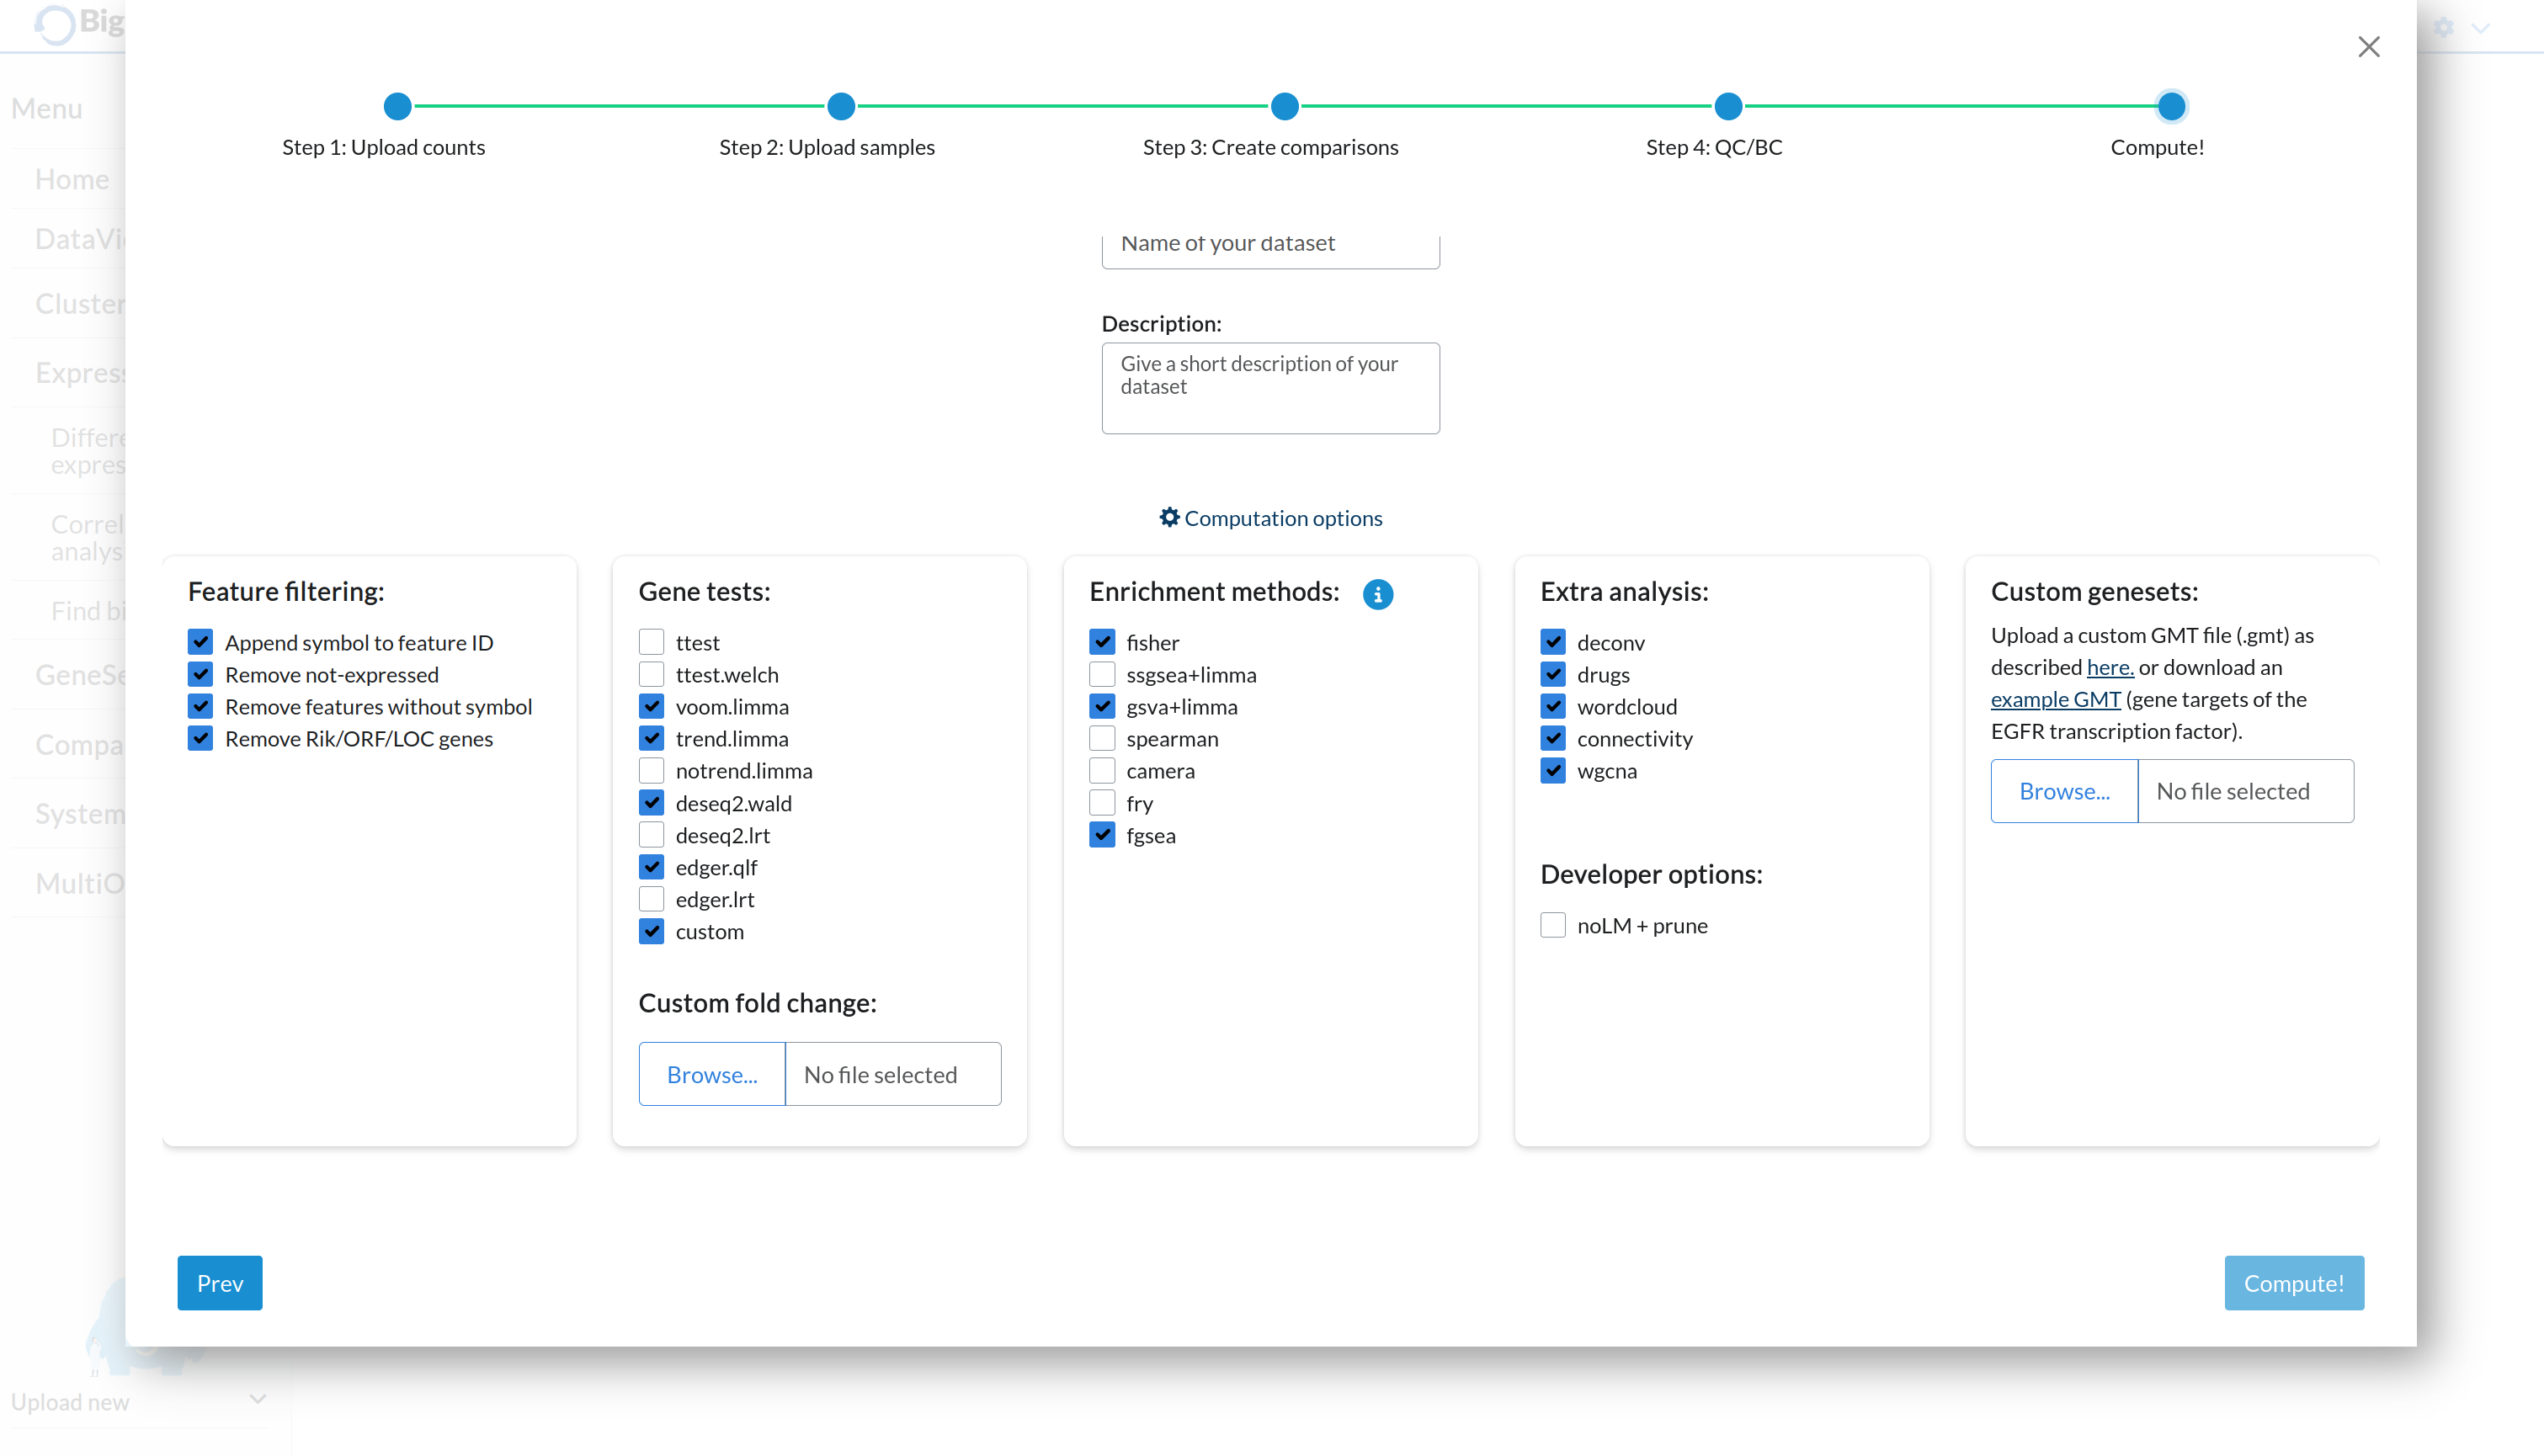 Big
Menu
Home
DataVi
Cluster
Express
Differe
expres
Correl
analys
Find bi
GeneSe
Compa
System
MultiO
Upload new
Step 1: Upload counts
Step 2: Upload samples
Step 3: Create comparisons
Step 4: QC/BC
Compute!
Name of your dataset
Description:
Give a short description of your
dataset
Computation options
Feature filtering:
Append symbol to feature ID
Remove not-expressed
Remove features without symbol
Remove Rik/ORF/LOC genes
Gene tests:
ttest
ttest.welch
voom.limma
trend.limma
notrend.limma
deseq2.wald
deseq2.lrt
edger.qlf
edger.lrt
custom
Custom fold change:
Browse... No file selected
Enrichment methods:
fisher
ssgsea+limma
gsva+limma
spearman
camera
fry
fgsea
Extra analysis:
deconv
drugs
wordcloud
connectivity
wgcna
Developer options:
noLM + prune
Custom genesets:
Upload a custom GMT file (.gmt) as
described here. or download an
example GMT (gene targets of the
EGFR transcription factor).
Browse... No file selected
Prev
Compute!